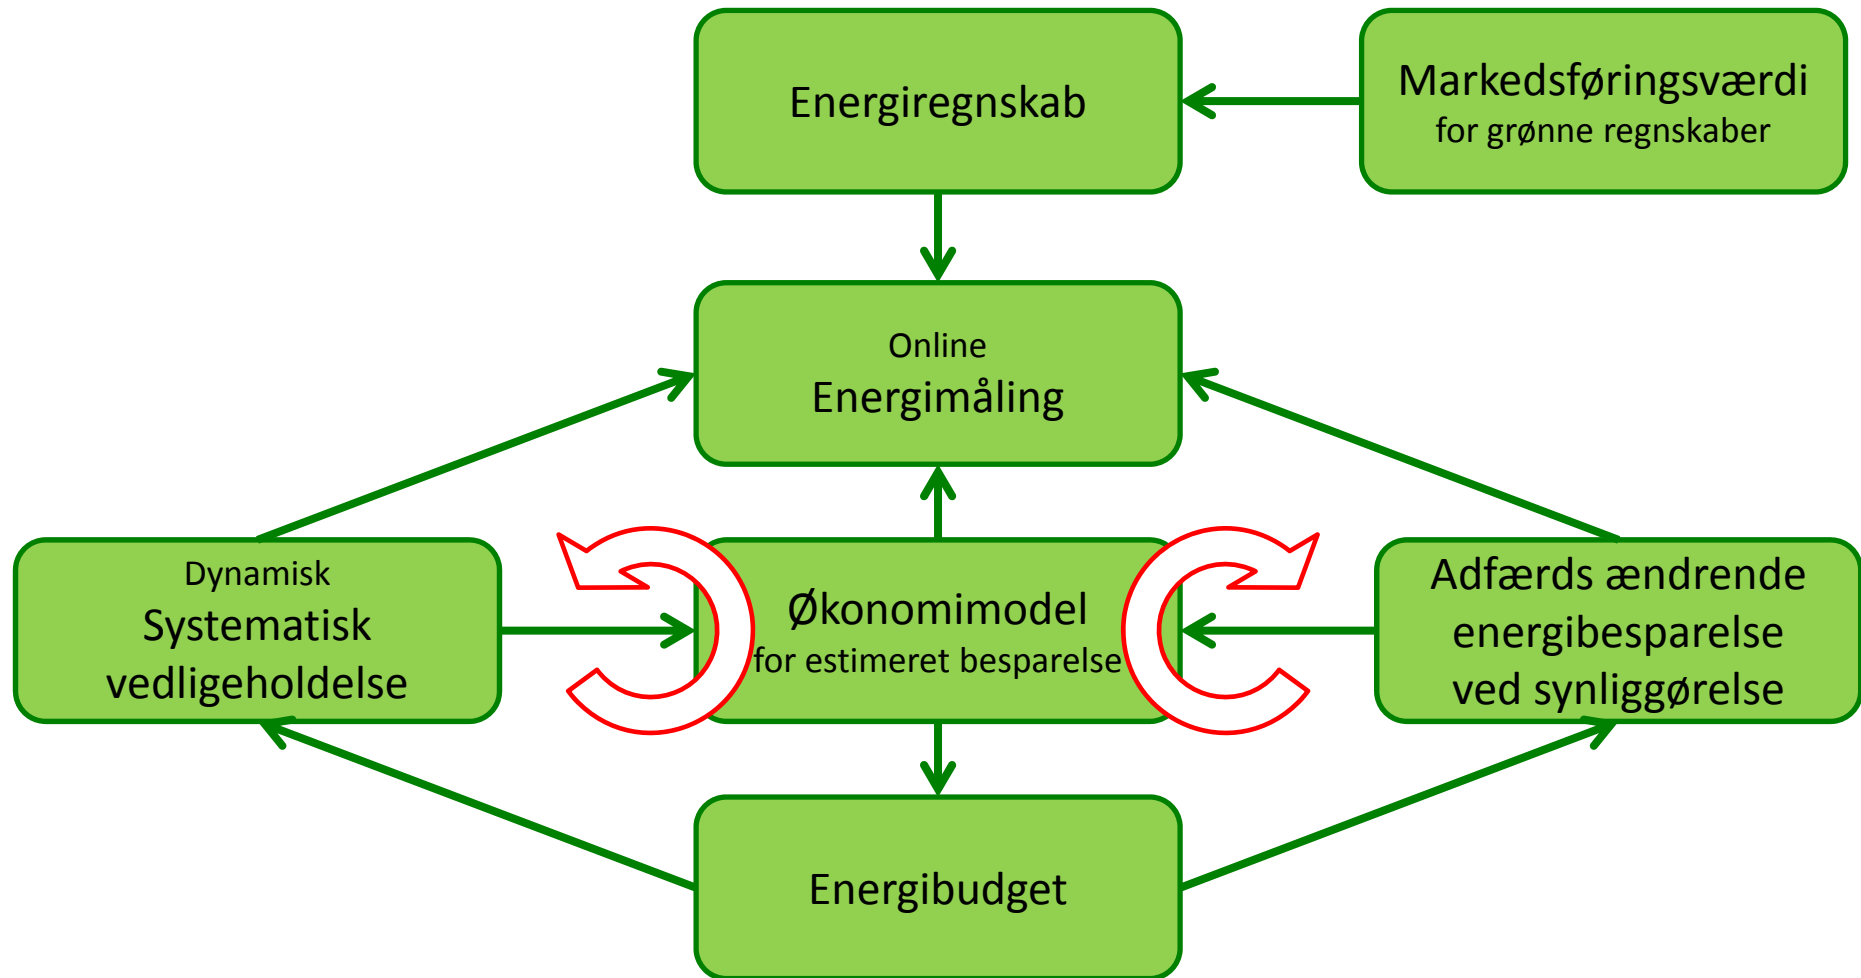 Energiregnskab
Markedsføringsværdi
for grønne regnskaber
Online
Energimåling
Dynamisk
Systematisk
vedligeholdelse
Økonomimodel
for estimeret besparelse
Adfærds ændrende
energibesparelse
ved synliggørelse
Energibudget